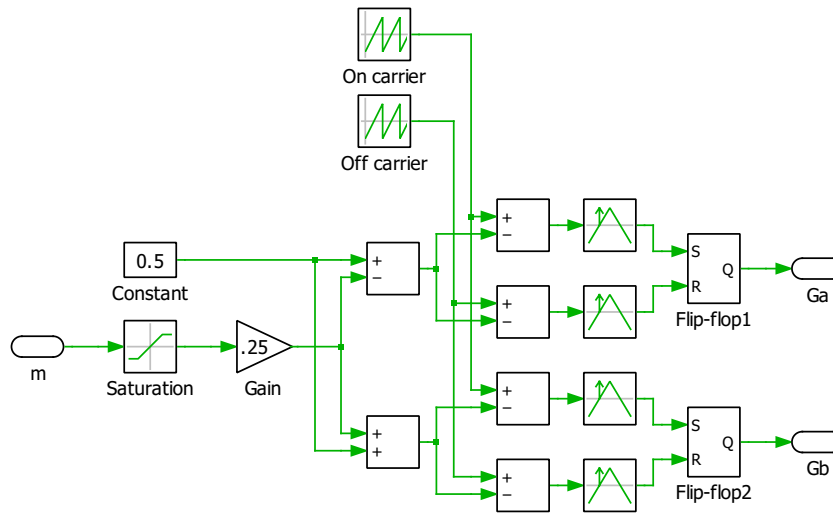 On carrier
Off carrier
+
−
0.5
Constant
+
−
S
R
Q
Ga
+
−
Flip-flop1
m
Saturation
.25
Gain
+
−
+
+
S
R
Q
Gb
+
−
Flip-flop2